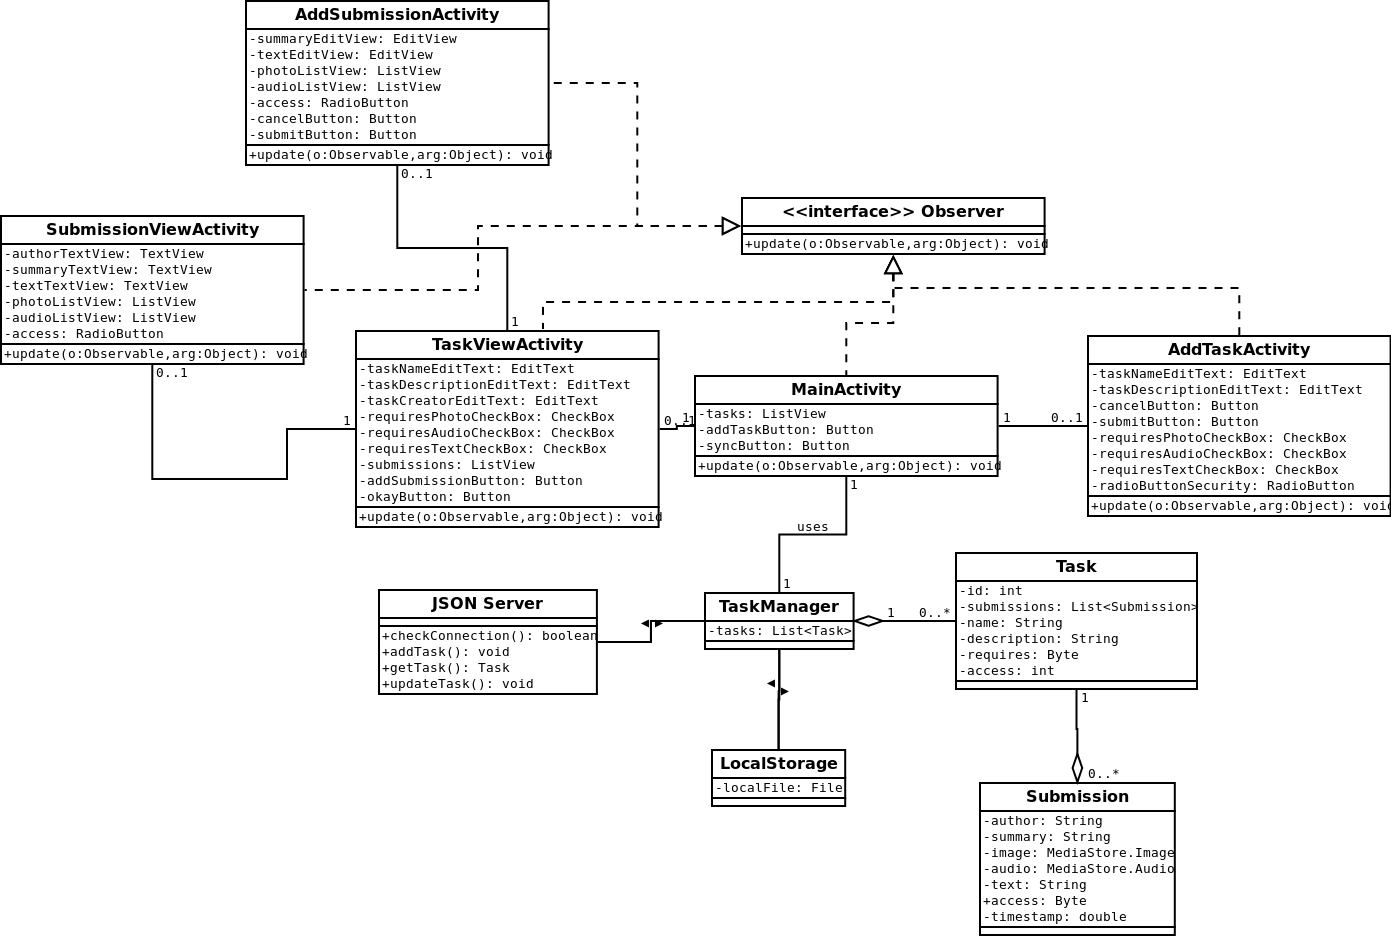 AddSubmissionActivity
-summaryEditView: EditView
-textEditView: EditView
-photoListView: ListView
-audioListView: ListView
-access: RadioButton
-cancelButton: Button
-submitButton: Button
+update(o:Observable,arg:Object): void
0..1
<<interface>> Observer
+update(o:Observable,arg:Object): void
SubmissionViewActivity
-authorTextView: TextView
-summaryTextView: TextView
-textTextView: TextView
-photoListView: ListView
-audioListView: ListView
-access: RadioButton
+update(o:Observable,arg:Object): void
0..1
1
1
TaskViewActivity
-taskNameEditText: EditText
-taskDescriptionEditText: EditText
-taskCreatorEditText: EditText
-requiresPhotoCheckBox: CheckBox
-requiresAudioCheckBox: CheckBox
-requiresTextCheckBox: CheckBox
-submissions: ListView
-addSubmissionButton: Button
-okayButton: Button
+update(o:Observable,arg:Object): void
0..1
1
MainActivity
-tasks: ListView
-addTaskButton: Button
-syncButton: Button
+update(o:Observable,arg:Object): void
1
0..1
AddTaskActivity
-taskNameEditText: EditText
-taskDescriptionEditText: EditText
-cancelButton: Button
-submitButton: Button
-requiresPhotoCheckBox: CheckBox
-requiresAudioCheckBox: CheckBox
-requiresTextCheckBox: CheckBox
-radioButtonSecurity: RadioButton
+update(o:Observable,arg:Object): void
1
uses
1
JSON Server
+checkConnection(): boolean
+addTask(): void
+getTask(): Task
+updateTask(): void
TaskManager
-tasks: List<Task>
1
0..*
Task
-id: int
-submissions: List<Submission>
-name: String
-description: String
-requires: Byte
-access: int
1
0..*
LocalStorage
-localFile: File
Submission
-author: String
-summary: String
-image: MediaStore.Image
-audio: MediaStore.Audio
-text: String
+access: Byte
-timestamp: double